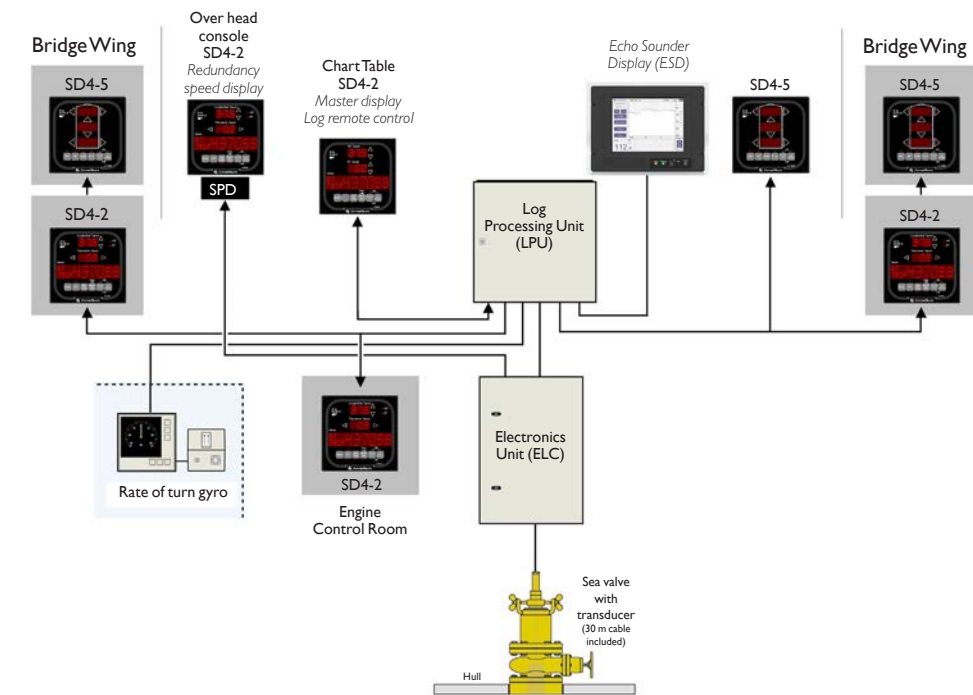 Bridge Wing
SD4-5
SD4-2
Over head
console
SD4-2
Redundancy
speed display
SPD
Chart Table
SD4-2
Master display
Log remote control
Echo Sounder
Display (ESD)
SD4-5
Bridge Wing
SD4-5
SD4-2
Log
Processing Unit
(LPU)
Rate of turn gyro
SD4-2
Engine
Control Room
Electronics
Unit (ELC)
Sea valve
with
transducer
(30 m cable
included)
Hull